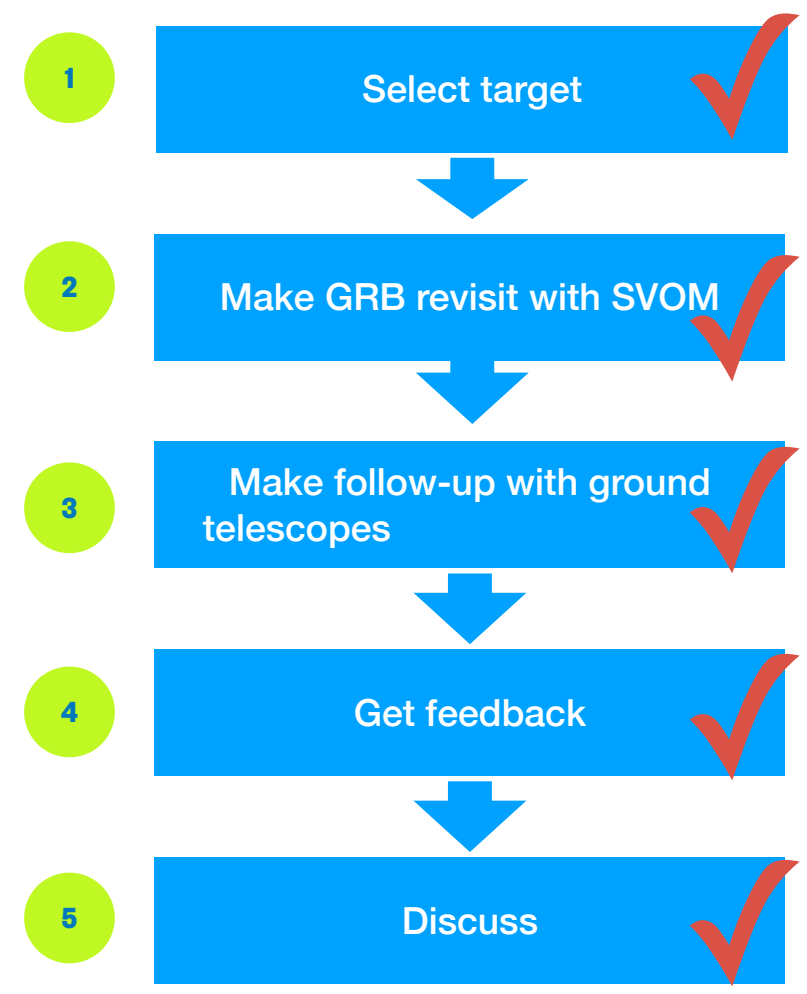 1
Select target
2
Make GRB revisit with SVOM
3
Make follow-up with ground
telescopes
4
Get feedback
5
Discuss